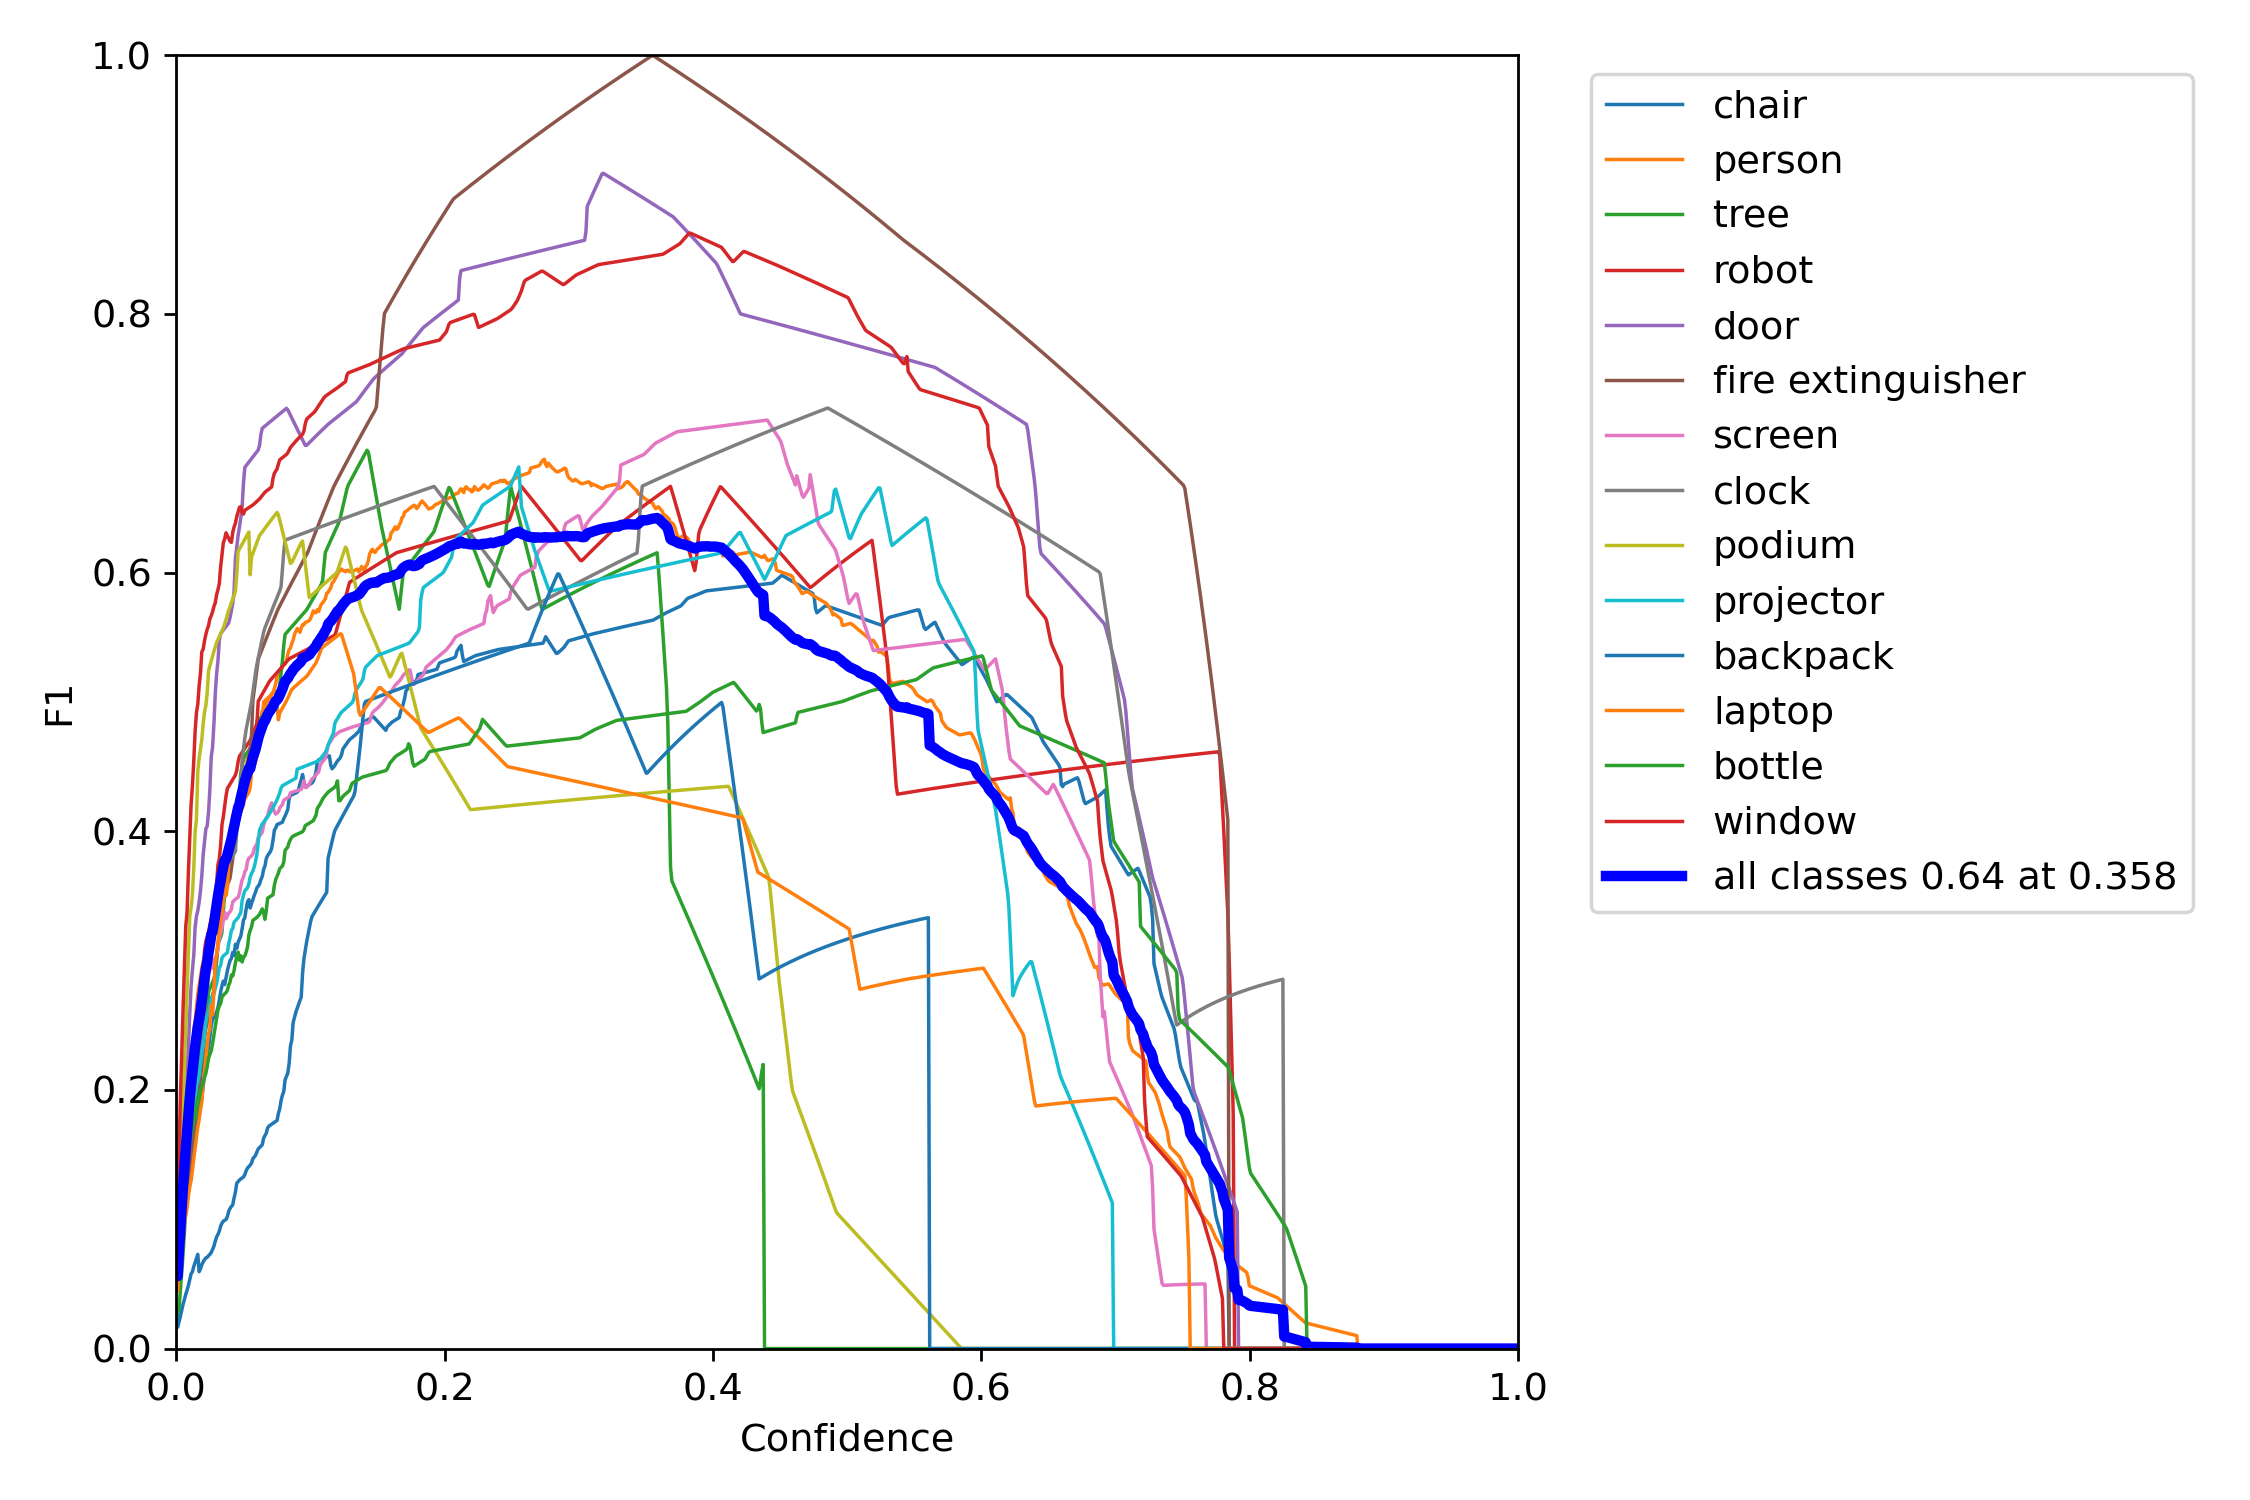 1.0
0.8
0.6
0.4
0.2
0.0
F1
0.0 0.2 0.4 0.6 0.8 1.0
Confidence
chair
person
tree
robot
door
fire extinguisher
screen
clock
podium
projector
backpack
laptop
bottle
window
all classes 0.64 at 0.358